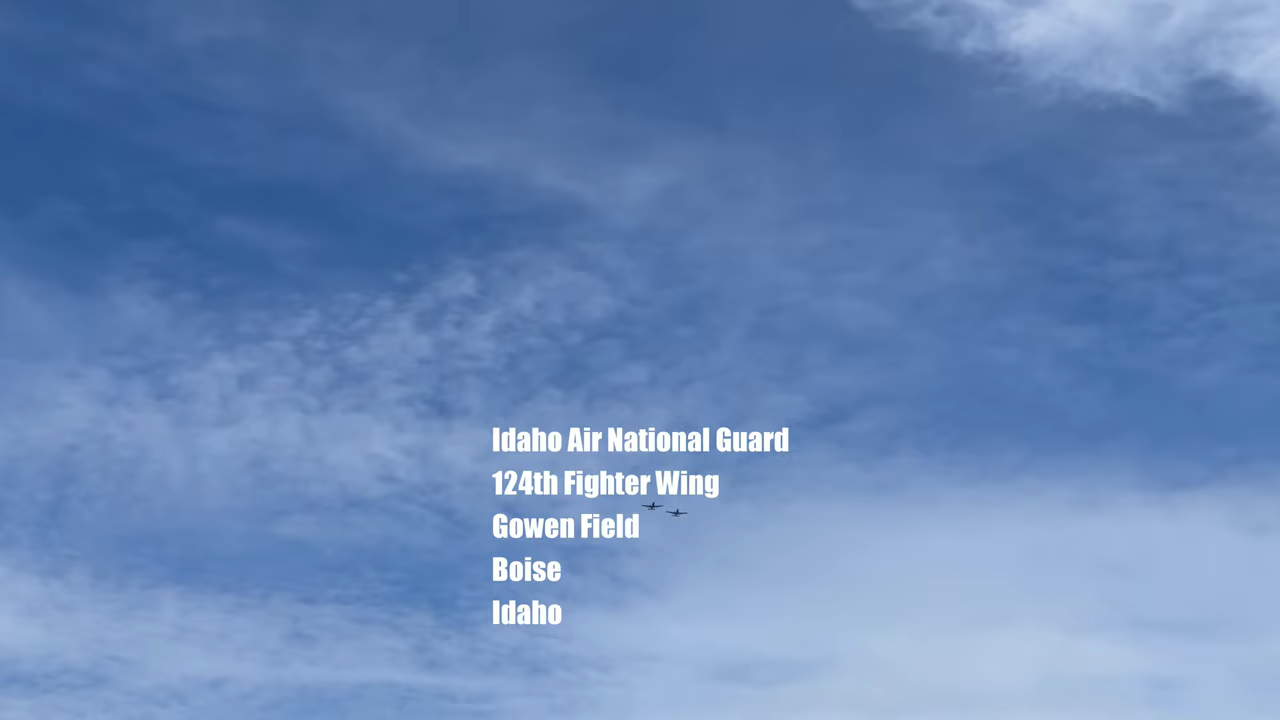 Idaho Air National Guard
124th Fighter Wing
Gowen Field
Boise
Idaho